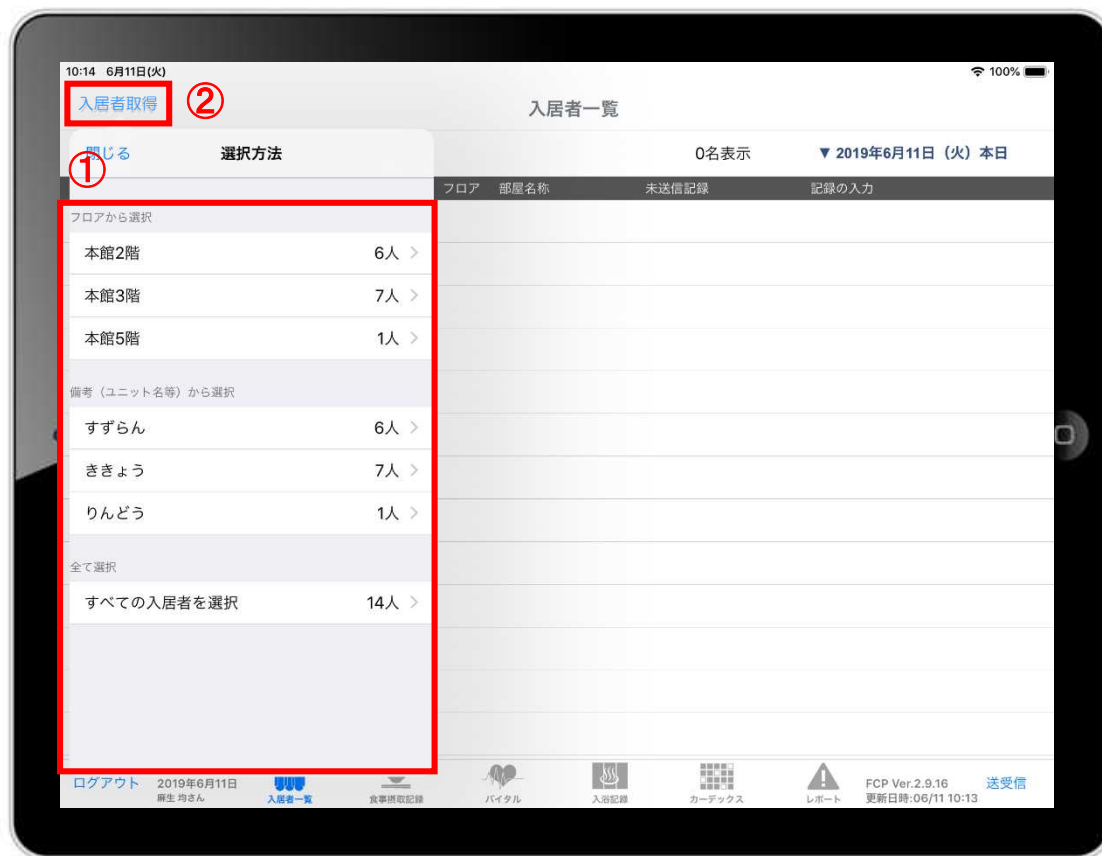 10:14 6月11日(火)
100%
入居者取得
②
入居者一覧
閉じる
①
選択方法
0名表示
▼ 2019年6月11日（火）本日
フロア 部屋名称 未送信記録 記録の入力
フロアから選択
本館2階 6人 >
本館3階 7人 >
本館5階 1人 >
備考（ユニット名等）から選択
すずらん 6人 >
ききょう 7人 >
りんどう 1人 >
全て選択
すべての入居者を選択 14人 >
ログアウト
2019年6月11日
麻生 均さん
入居者一覧
食事摂取記録
バイタル
入浴記録
カーデックス
レポート
FCP Ver.2.9.16
更新日時:06/11 10:13
送受信